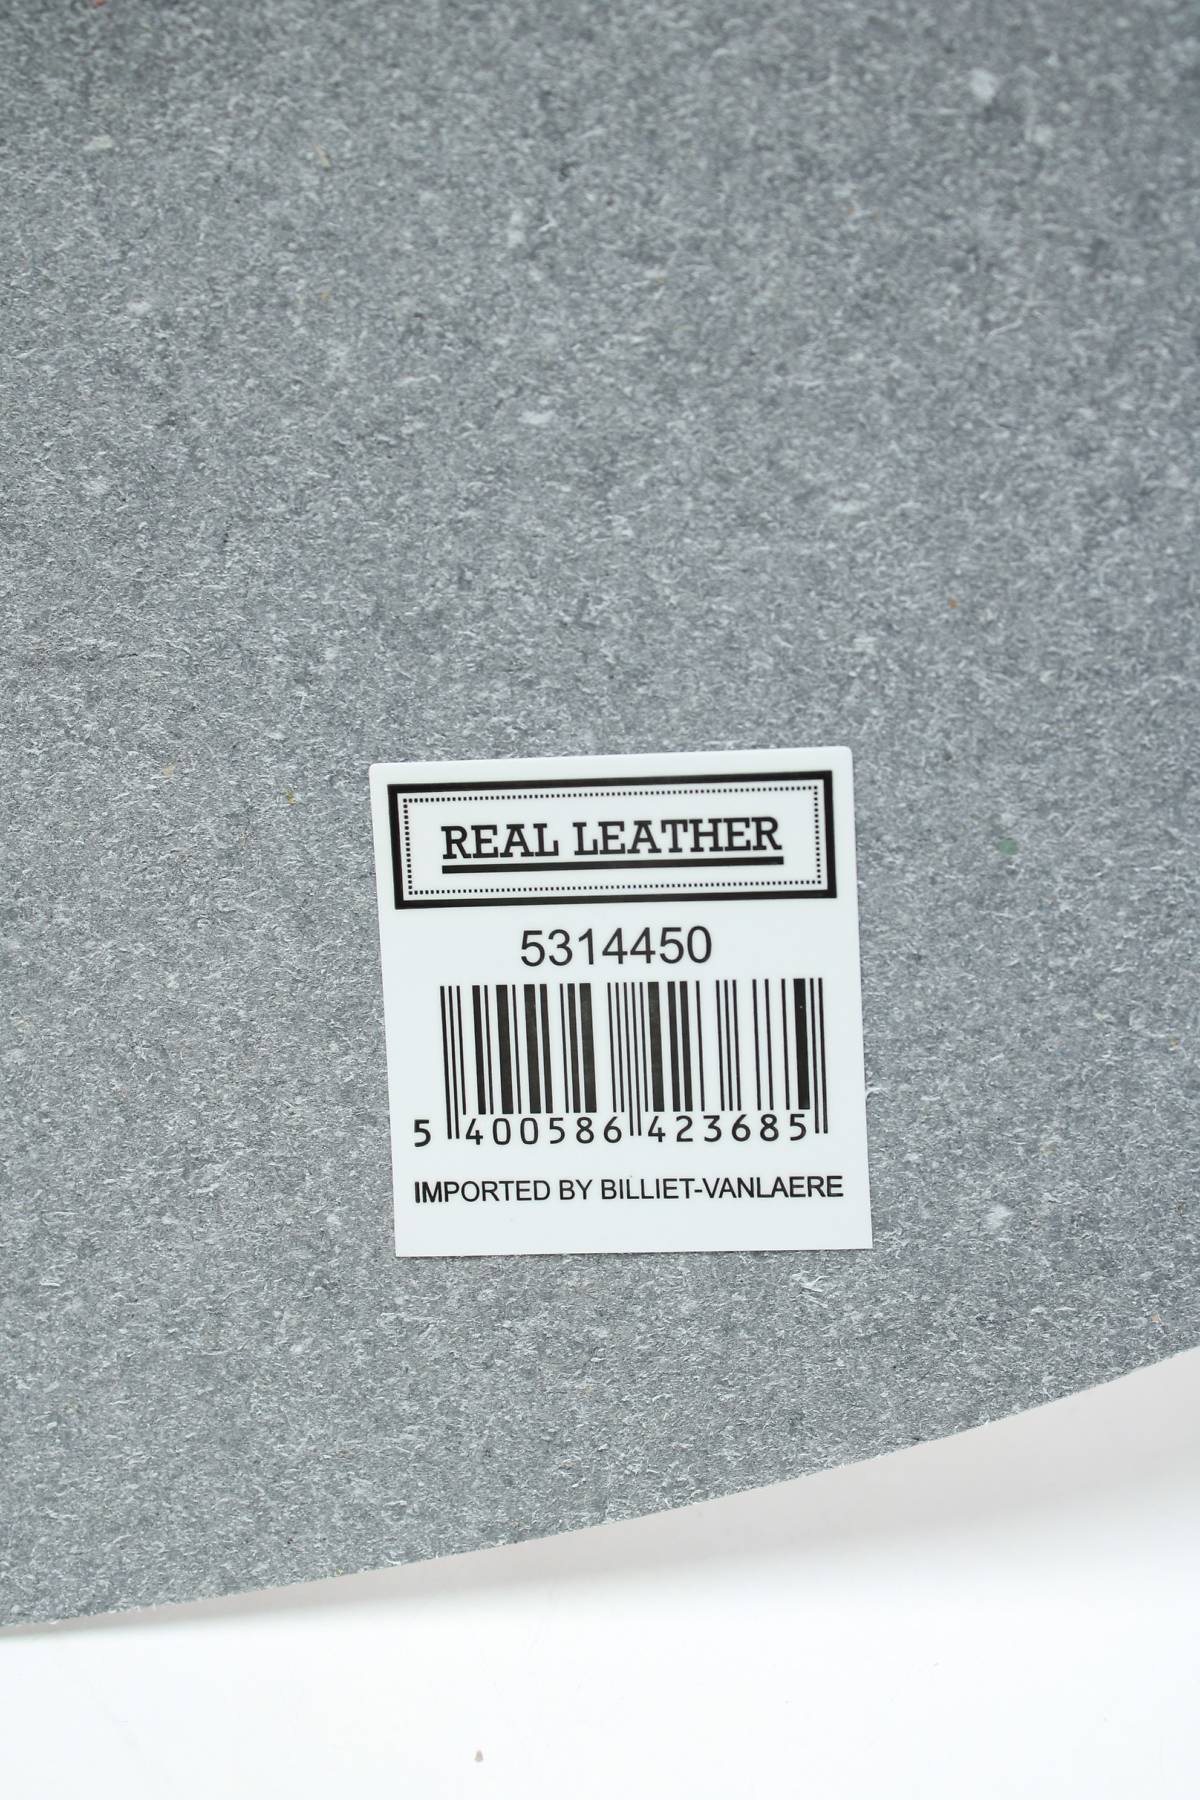 REAL LEATHER
5314450
5 400586 423685
IMPORTED BY BILLIET-VANLAERE